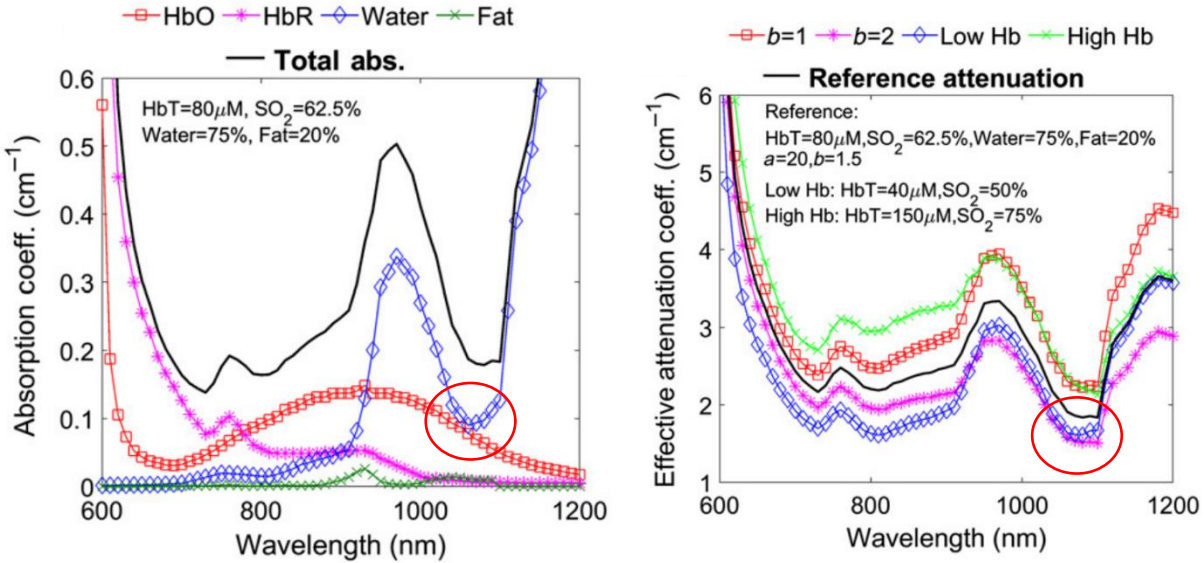 HbO HbR Water Fat
Total abs.
HbT=80μM, SO2=62.5%
Water=75%, Fat=20%
Absorption coeff. (cm−1)
0.6
0.5
0.4
0.3
0.2
0.1
0
600 800 1000 1200
Wavelength (nm)
b=1 b=2 Low Hb High Hb
Reference attenuation
Reference:
HbT=80μM,SO2=62.5%,Water=75%,Fat=20%
a=20,b=1.5
Low Hb: HbT=40μM,SO2=50%
High Hb: HbT=150μM,SO2=75%
Effective attenuation coeff. (cm−1)
6
5
4
3
2
1
600 800 1000 1200
Wavelength (nm)